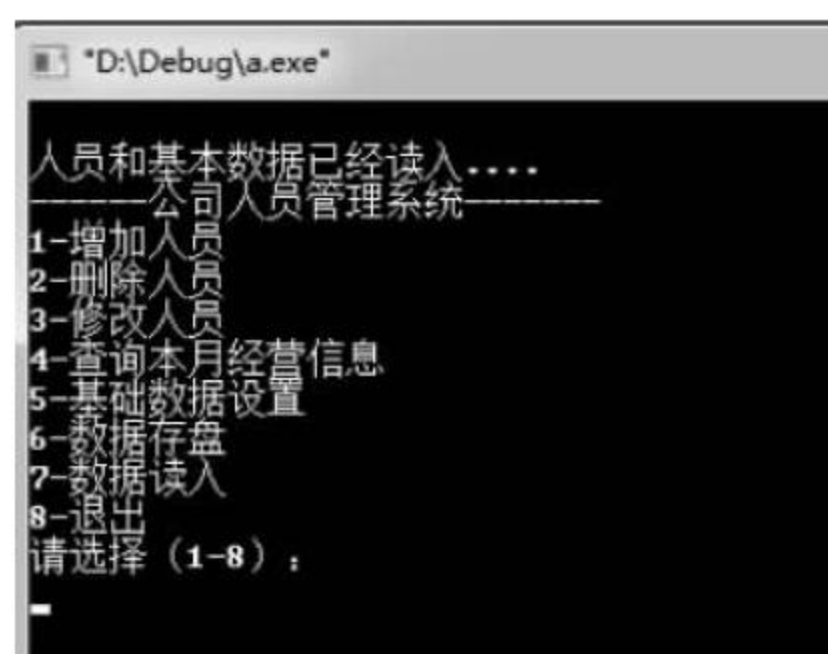 "D:\Debug\a.exe"
人员和基本数据已经读入....
------公司人员管理系统-------
1-增加人员
2-删除人员
3-修改人员
4-查询本月经营信息
5-基础数据设置
6-数据存盘
7-数据读入
8-退出
请选择（1-8）：